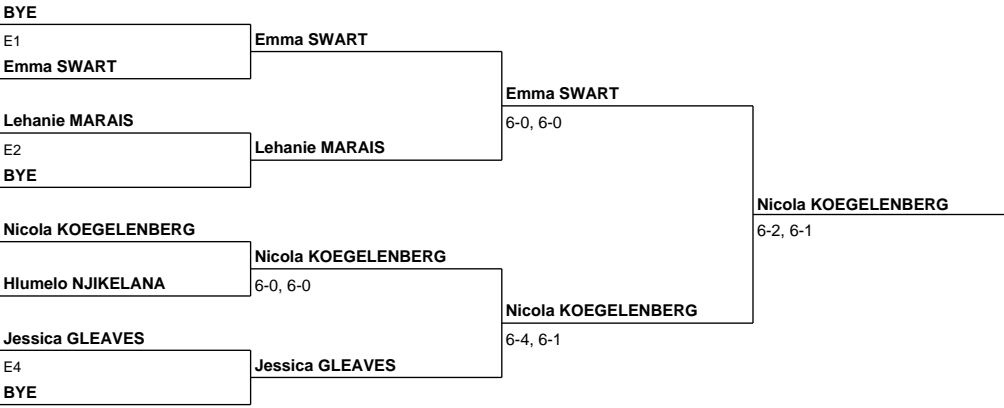 BYE
E1
Emma SWART
Emma SWART
Emma SWART
6-0, 6-0
Lehanie MARAIS
E2
Lehanie MARAIS
BYE
Nicola KOEGELENBERG
6-2, 6-1
Nicola KOEGELENBERG
Nicola KOEGELENBERG
Hlumelo NJIKELANA
6-0, 6-0
Nicola KOEGELENBERG
6-4, 6-1
Jessica GLEAVES
E4
Jessica GLEAVES
BYE